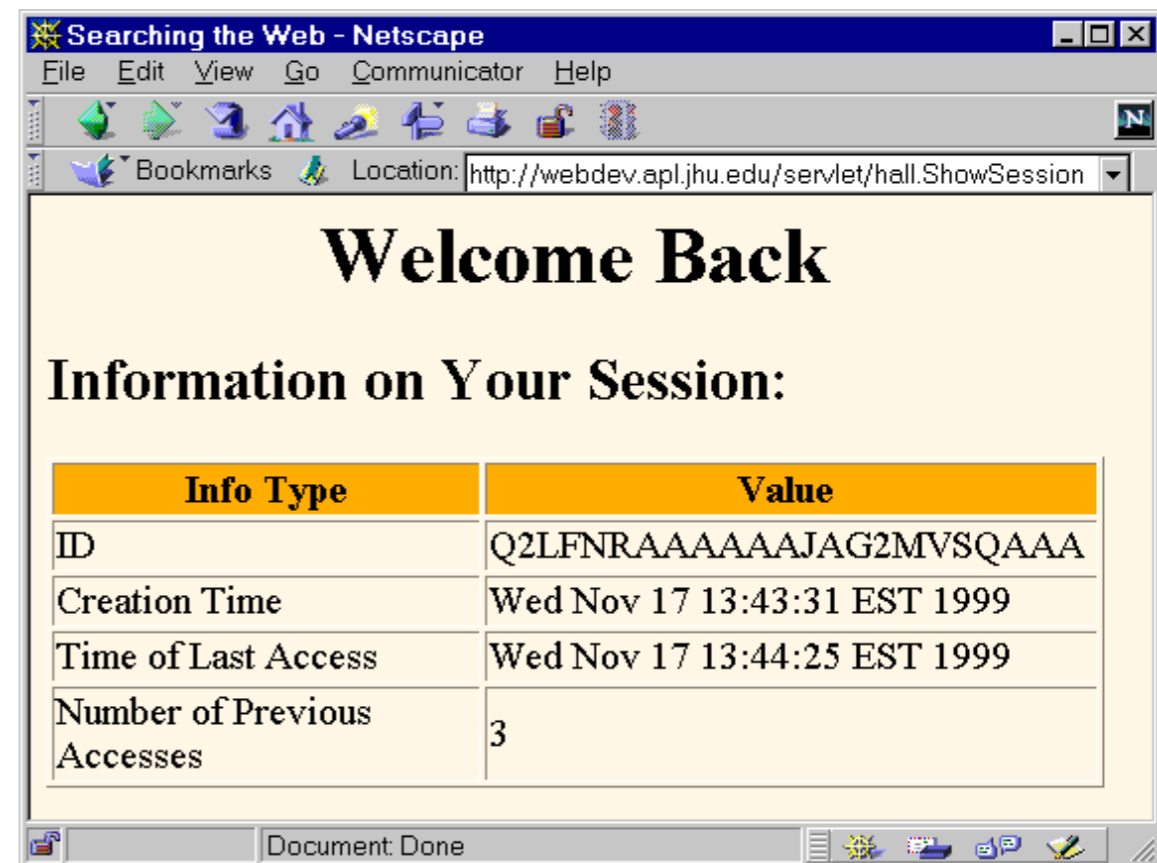 Searching the Web - Netscape
File Edit View Go Communicator Help
N
Bookmarks Location: http://webdev.apl.jhu.edu/servlet/hall.ShowSession
Welcome Back
Information on Your Session:
Info Type Value
ID Q2LFNRAAAAAAJAG2MVSQAAA
Creation Time Wed Nov 17 13:43:31 EST 1999
Time of Last Access Wed Nov 17 13:44:25 EST 1999
Number of Previous
Accesses 3
Document: Done